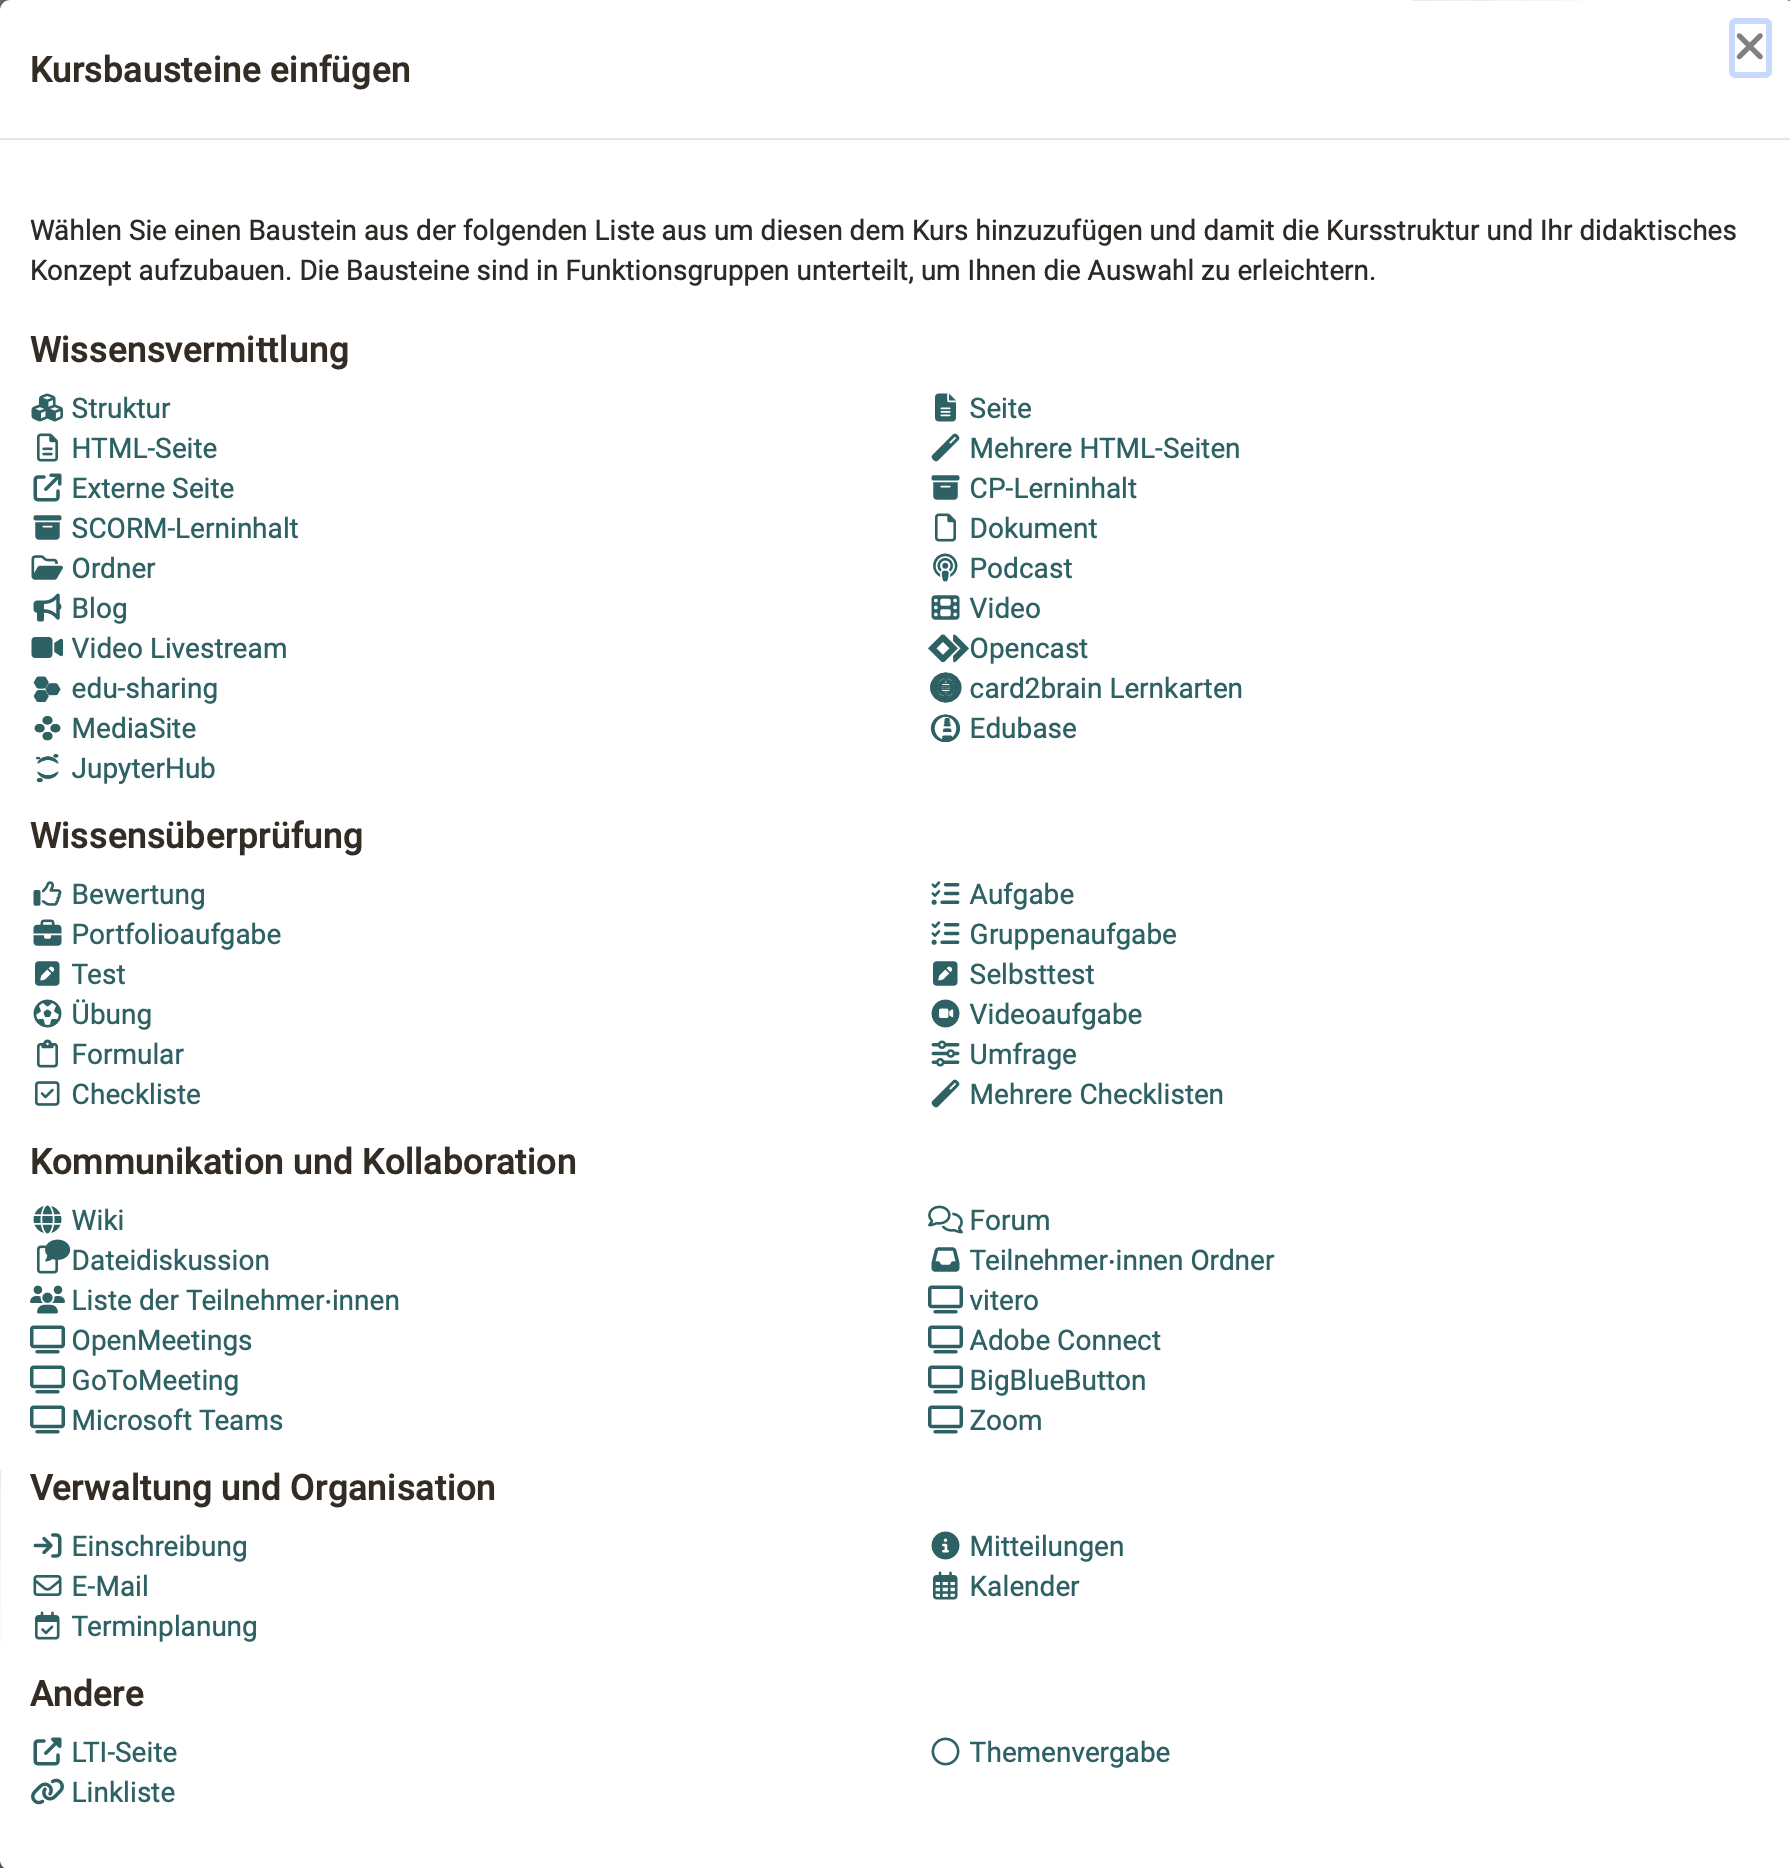 Kursbausteine einfügen
Wählen Sie einen Baustein aus der folgenden Liste aus um diesen dem Kurs hinzuzufügen und damit die Kursstruktur und Ihr didaktisches
Konzept aufzubauen. Die Bausteine sind in Funktionsgruppen unterteilt, um Ihnen die Auswahl zu erleichtern.
Wissensvermittlung
Struktur
Seite
HTML-Seite
Mehrere HTML-Seiten
Externe Seite
CP-Lerninhalt
SCORM-Lerninhalt
Dokument
Ordner
Podcast
Blog
Video
Video Livestream
Opencast
edu-sharing
card2brain Lernkarten
MediaSite
Edubase
JupyterHub
Wissensüberprüfung
Bewertung
Aufgabe
Portfolioaufgabe
Gruppenaufgabe
Test
Selbsttest
Übung
Videoaufgabe
Formular
Umfrage
Checkliste
Mehrere Checklisten
Kommunikation und Kollaboration
Wiki
Forum
Dateidiskussion
Teilnehmer·innen Ordner
Liste der Teilnehmer·innen
vitero
OpenMeetings
Adobe Connect
GoToMeeting
BigBlueButton
Microsoft Teams
Zoom
Verwaltung und Organisation
Einschreibung
Mitteilungen
E-Mail
Kalender
Terminplanung
Andere
LTI-Seite
Themenvergabe
Linkliste